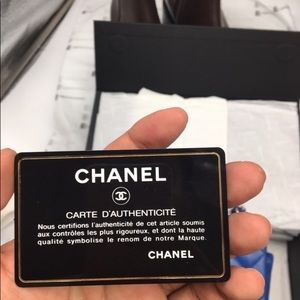 CHANEL
CARTE D'AUTHENTICITÉ
Nous certifions l'authenticité de cet article soumis
aux contrôles les plus rigoureux, et dont la haute
qualité symbolise le renom de notre Marque.
CHANEL